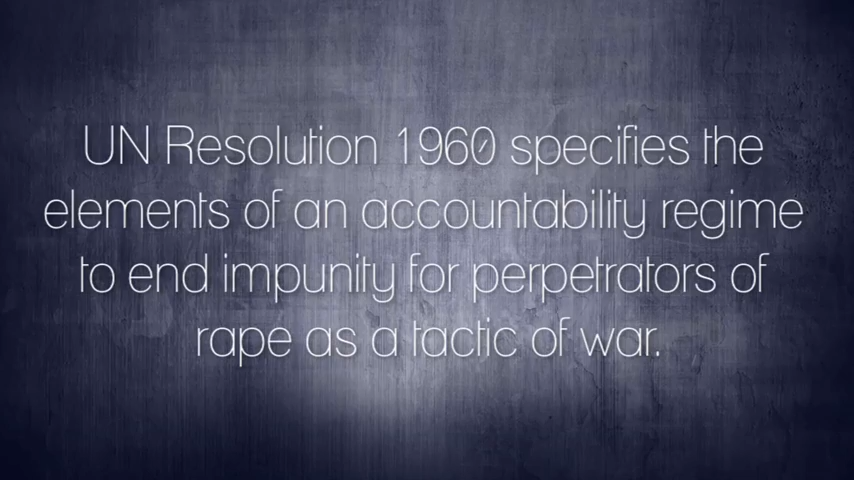 UN Resolution 1960 specifies the
elements of an accountability regime
to end impunity for perpetrators of
rape as a tactic of war.